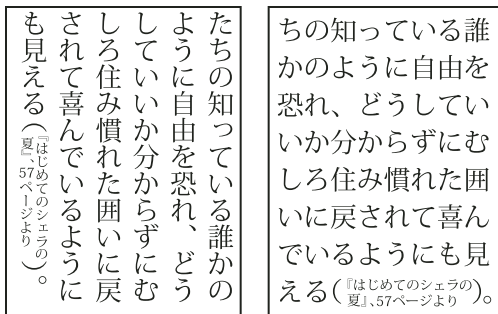 たちの知っている誰かの
ように自由を恐れ、どう
していいか分からずにむ
しろ住み慣れた囲いに戻
されて喜んでいるように
も見える(『はじめてのシェラの
夏』、57ページより)。
ちの知っている誰
かのように自由を
恐れ、どうしてい
いか分からずにむ
しろ住み慣れた囲
いに戻されて喜ん
でいるようにも見
える(『はじめてのシェラの
夏』、57ページより)。